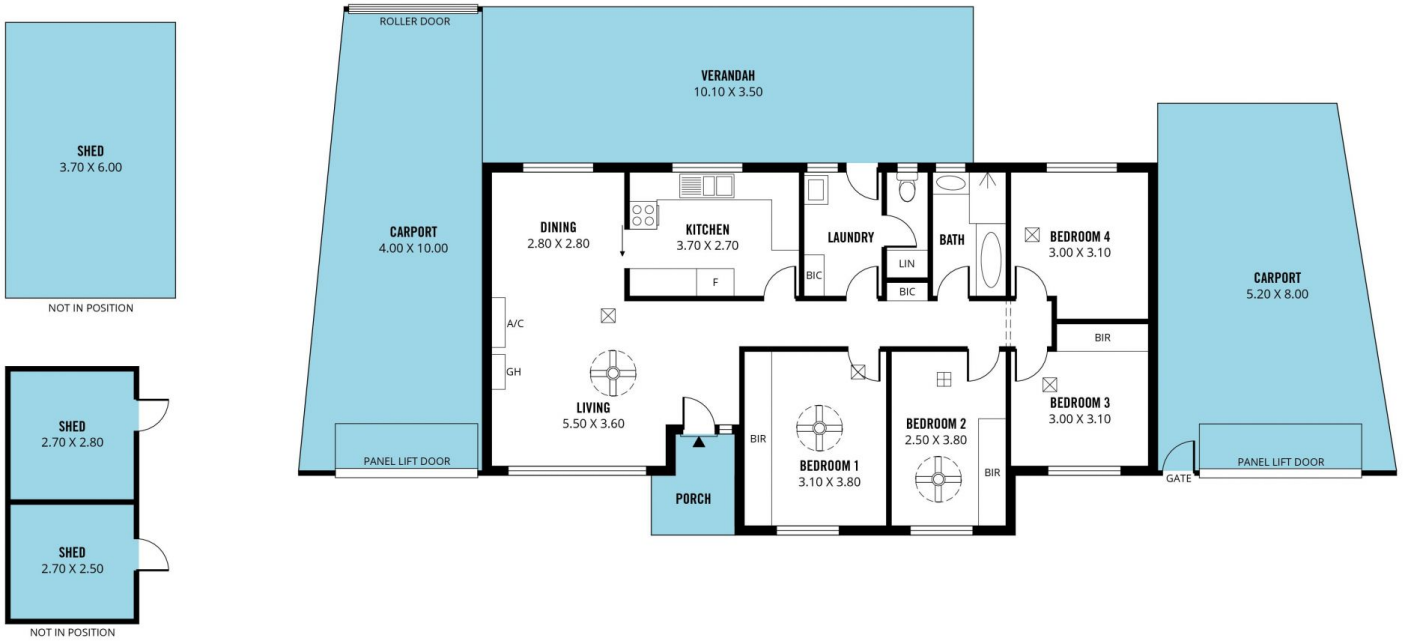 SHED
3.70 X 6.00
NOT IN POSITION
SHED
2.70 X 2.80
SHED
2.70 X 2.50
NOT IN POSITION
ROLLER DOOR
CARPORT
4.00 X 10.00
PANEL LIFT DOOR
VERANDAH
10.10 X 3.50
DINING
2.80 X 2.80
KITCHEN
3.70 X 2.70
F
LAUNDRY
BIC
LIN
BIC
BATH
BEDROOM 4
3.00 X 3.10
A/C
GH
LIVING
5.50 X 3.60
PORCH
BIR
BEDROOM 1
3.10 X 3.80
BEDROOM 2
2.50 X 3.80
BIR
BIR
BEDROOM 3
3.00 X 3.10
CARPORT
5.20 X 8.00
PANEL LIFT DOOR
GATE